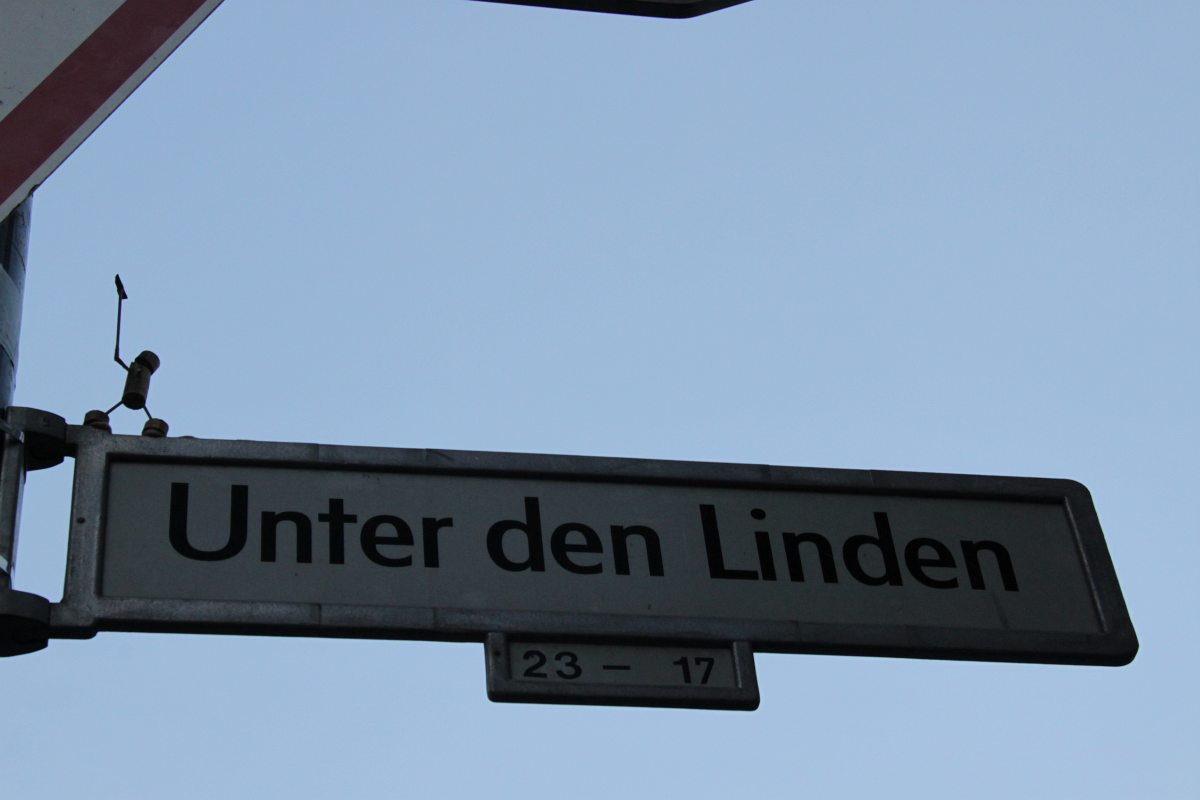 Unter den Linden
23 – 17